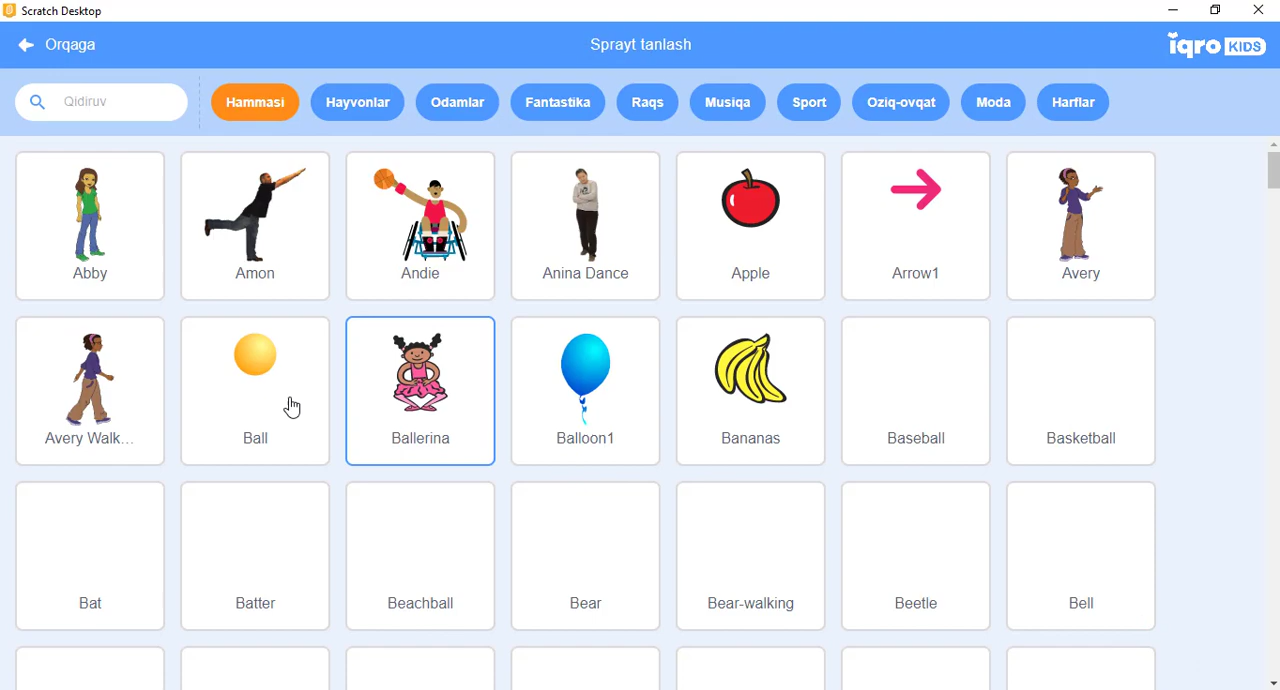 Scratch Desktop
Orqaga
Sprayt tanlash
iqro KIDS
Qidiruv
Hammasi
Hayvonlar
Odamlar
Fantastika
Raqs
Musiqa
Sport
Oziq-ovqat
Moda
Harflar
Abby
Amon
Andie
Anina Dance
Apple
Arrow1
Avery
Avery Walk...
Ball
Ballerina
Balloon1
Bananas
Baseball
Basketball
Bat
Batter
Beachball
Bear
Bear-walking
Beetle
Bell